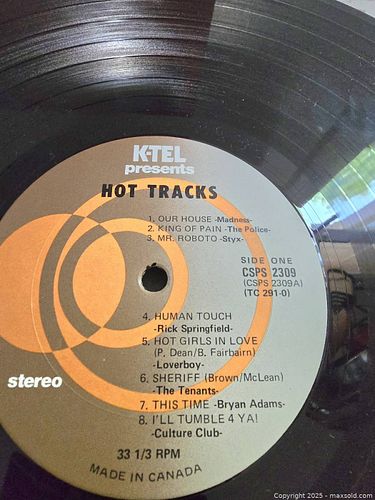 K-TEL
presents
HOT TRACKS
1. OUR HOUSE -Madness-
2. KING OF PAIN -The Police-
3. MR. ROBOTO -Styx-
SIDE ONE
CSPS 2309
(CSPS 2309A)
(TC 291-0)
4. HUMAN TOUCH
-Rick Springfield-
5. HOT GIRLS IN LOVE
(P. Dean/B. Fairbairn)
-Loverboy-
6. SHERIFF (Brown/McLean)
-The Tenants-
7. THIS TIME -Bryan Adams-
8. I'LL TUMBLE 4 YA!
-Culture Club-
stereo
33 1/3 RPM
MADE IN CANADA
Copyright 2025 - maxsold.com